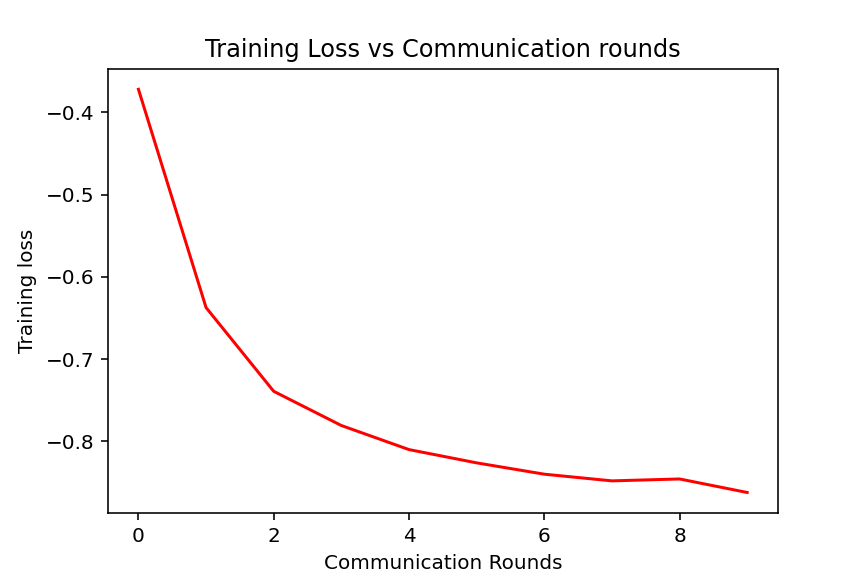 Training Loss vs Communication rounds
−0.4
−0.5
−0.6
−0.7
−0.8
Training loss
0 2 4 6 8
Communication Rounds